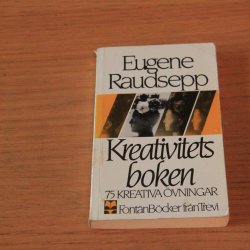 Eugene
Raudsepp
Kreativitets
boken
75 KREATIVA ÖVNINGAR
FontanBöcker från Trevi